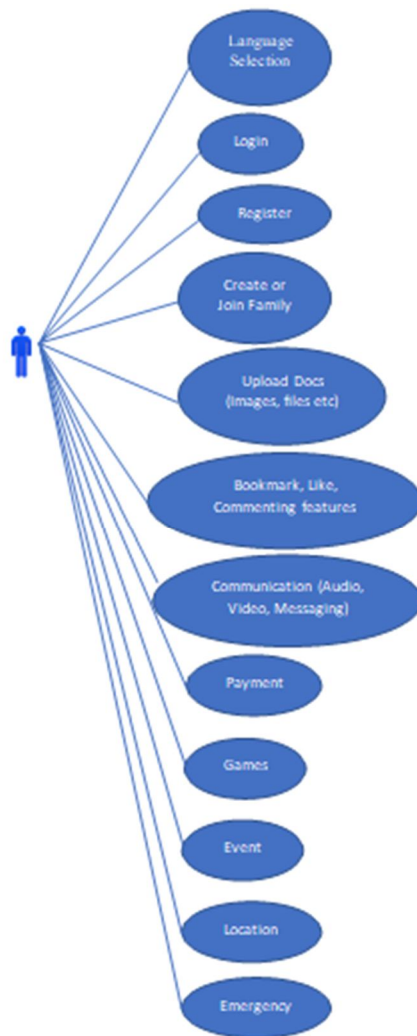 Language
Selection
Login
Register
Create or
Join Family
Upload Docs
(Images, files etc)
Bookmark, Like,
Commenting features
Communication (Audio,
Video, Messaging)
Payment
Games
Event
Location
Emergency